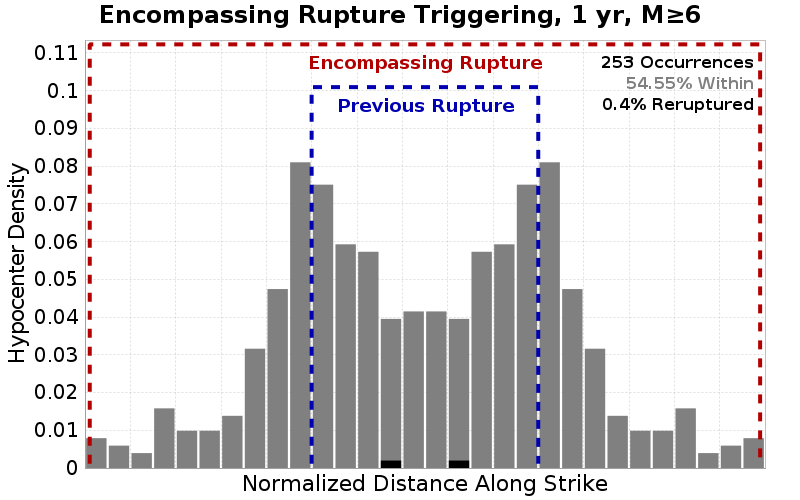 Encompassing Rupture Triggering, 1 yr, M≥6
Encompassing Rupture
253 Occurrences
54.55% Within
0.4% Reruptured
Previous Rupture
Hypocenter Density
0.11
0.1
0.09
0.08
0.07
0.06
0.05
0.04
0.03
0.02
0.01
0
Normalized Distance Along Strike